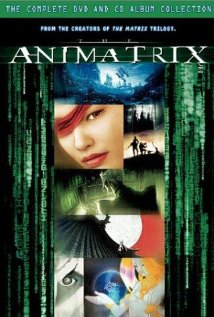 THE COMPLETE DVD AND CD ALBUM COLLECTION
FROM THE CREATORS OF THE MATRIX TRILOGY.
THE
ANIMATRIX